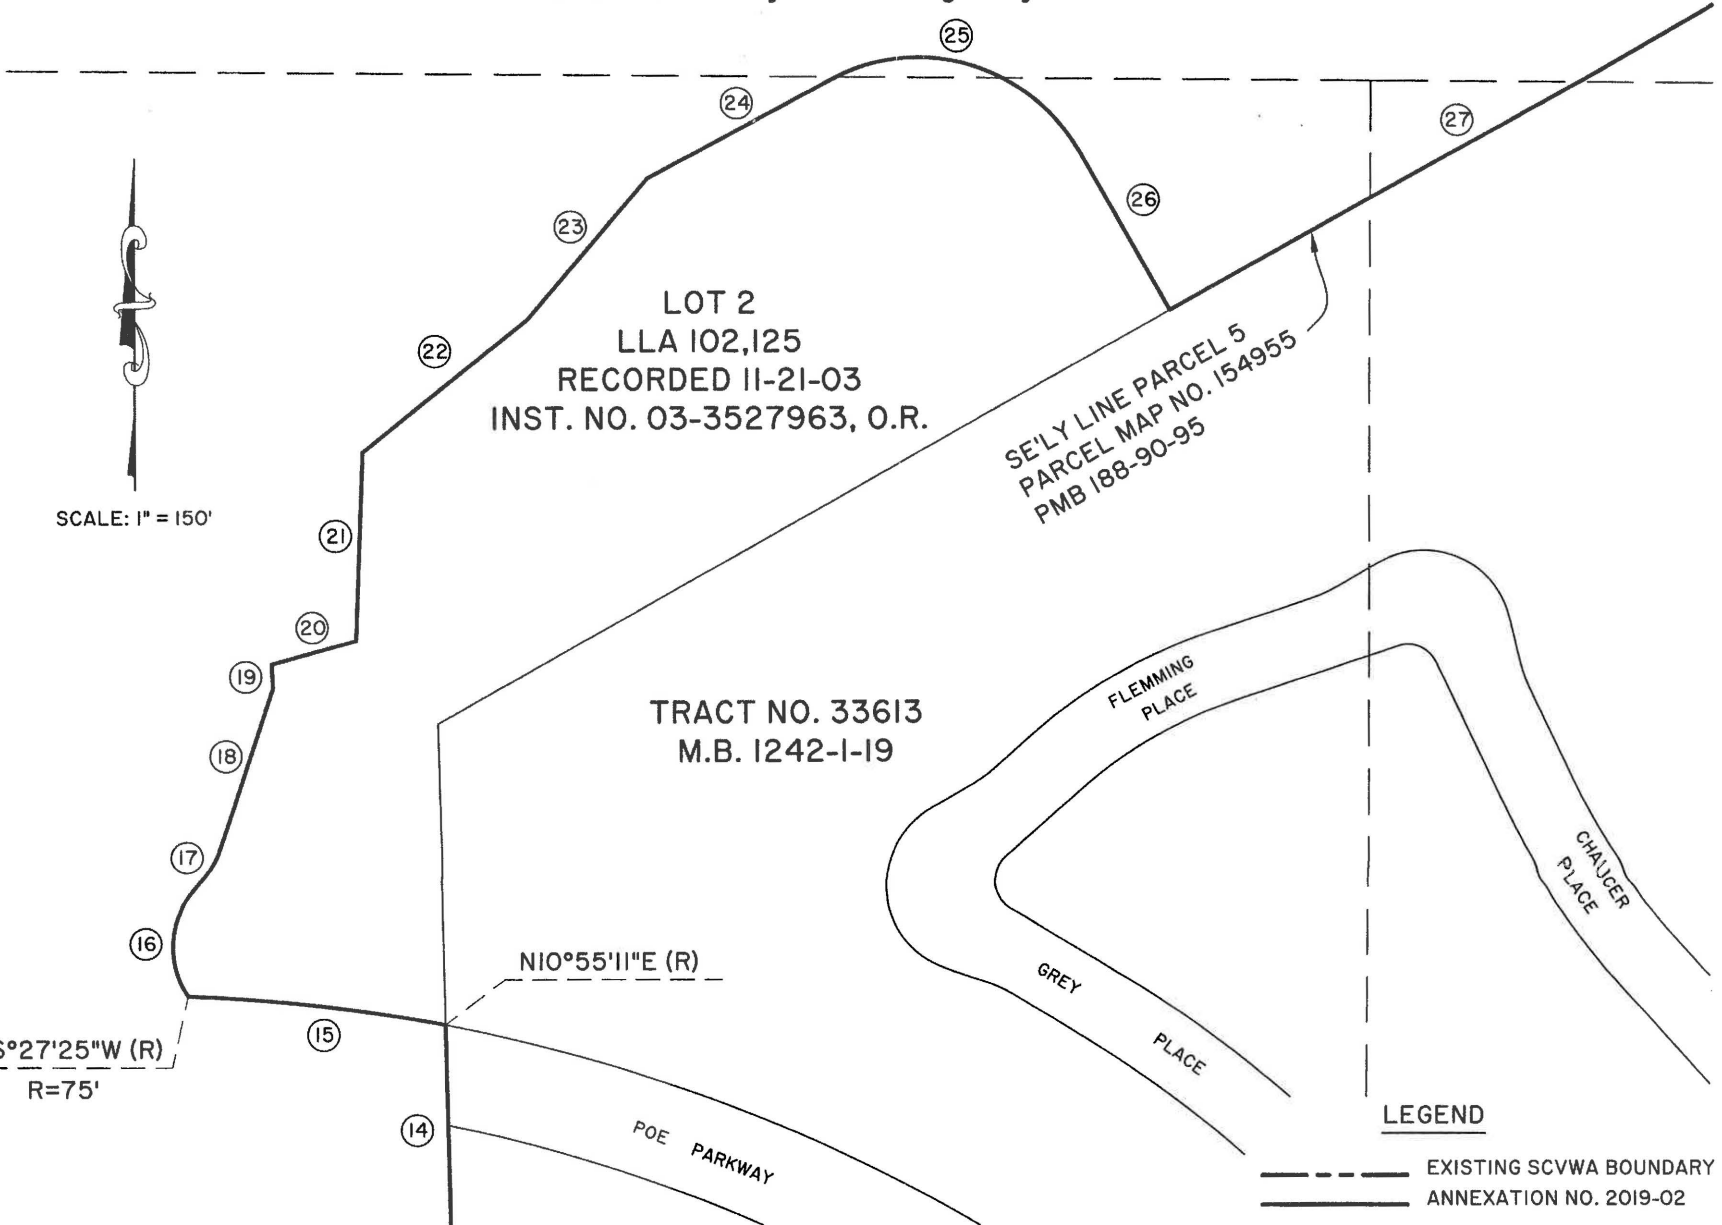 25
24
27
26
23
LOT 2
LLA 102,125
RECORDED 11-21-03
INST. NO. 03-3527963, O.R.
22
SE'LY LINE PARCEL 5
PARCEL MAP NO. 154955
PMB 188-90-95
SCALE: 1" = 150'
21
20
19
FLEMMING
PLACE
TRACT NO. 33613
M.B. 1242-1-19
18
17
CHAUCER
PLACE
16
N10°55'11"E (R)
GREY
PLACE
15
°27'25"W (R)
R=75'
14
POE PARKWAY
LEGEND
EXISTING SCVWA BOUNDARY
ANNEXATION NO. 2019-02